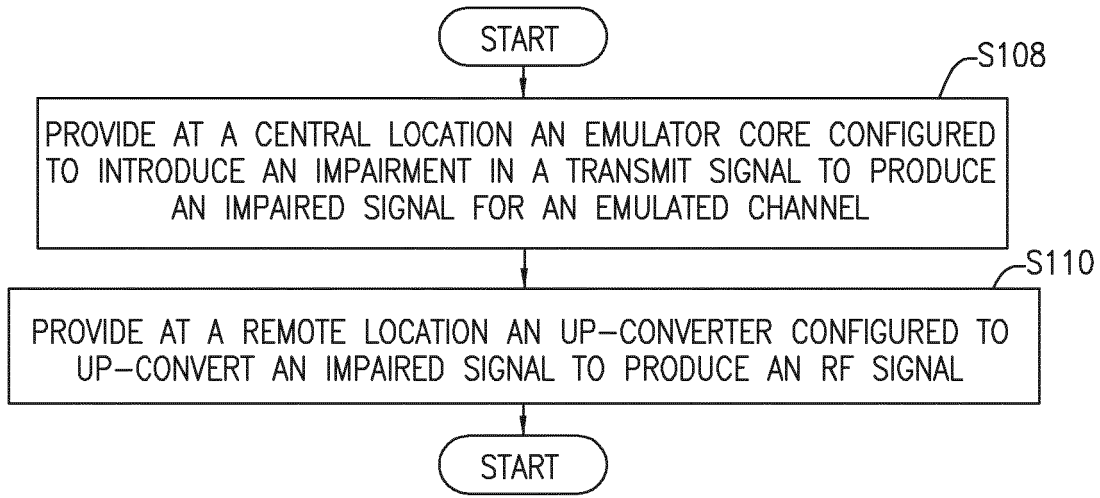 START
S108
PROVIDE AT A CENTRAL LOCATION AN EMULATOR CORE CONFIGURED
TO INTRODUCE AN IMPAIRMENT IN A TRANSMIT SIGNAL TO PRODUCE
AN IMPAIRED SIGNAL FOR AN EMULATED CHANNEL
S110
PROVIDE AT A REMOTE LOCATION AN UP-CONVERTER CONFIGURED TO
UP-CONVERT AN IMPAIRED SIGNAL TO PRODUCE AN RF SIGNAL
START